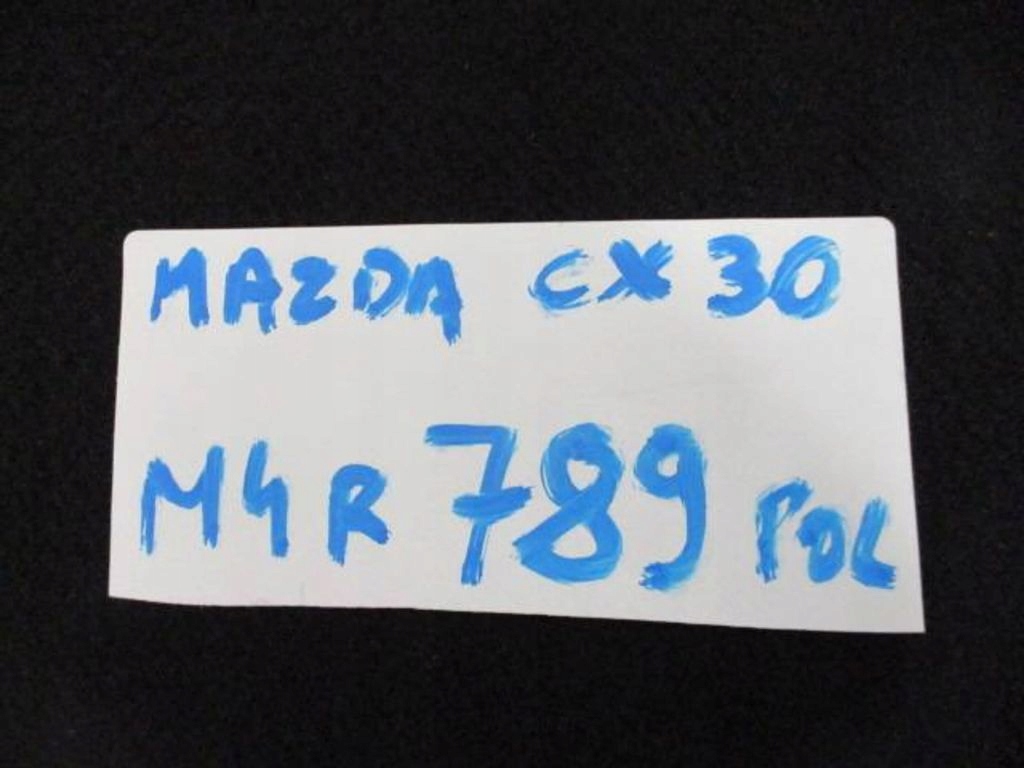 MAZDA CX 30
M4R 789 POL